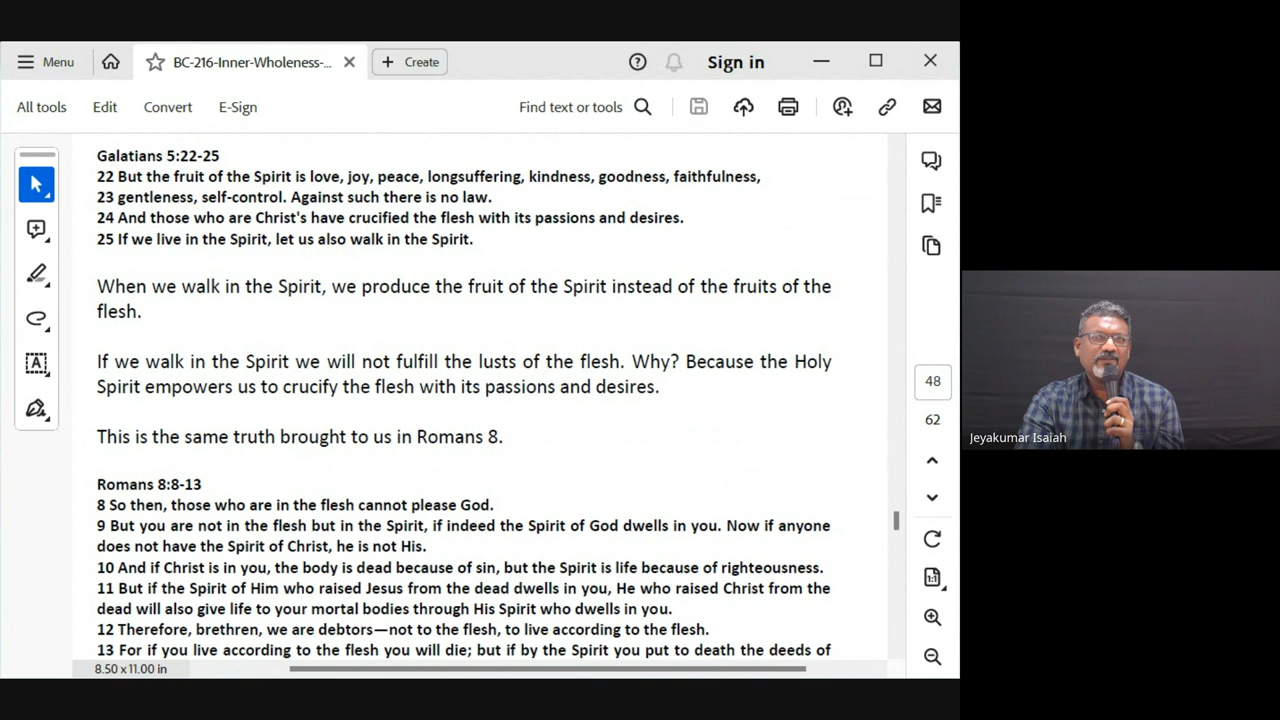 Menu
BC-216-Inner-Wholeness-...
Create
Sign in
All tools
Edit
Convert
E-Sign
Find text or tools
Galatians 5:22-25
22 But the fruit of the Spirit is love, joy, peace, longsuffering, kindness, goodness, faithfulness,
23 gentleness, self-control. Against such there is no law.
24 And those who are Christ's have crucified the flesh with its passions and desires.
25 If we live in the Spirit, let us also walk in the Spirit.
When we walk in the Spirit, we produce the fruit of the Spirit instead of the fruits of the
flesh.
If we walk in the Spirit we will not fulfill the lusts of the flesh. Why? Because the Holy
Spirit empowers us to crucify the flesh with its passions and desires.
This is the same truth brought to us in Romans 8.
Romans 8:8-13
8 So then, those who are in the flesh cannot please God.
9 But you are not in the flesh but in the Spirit, if indeed the Spirit of God dwells in you. Now if anyone
does not have the Spirit of Christ, he is not His.
10 And if Christ is in you, the body is dead because of sin, but the Spirit is life because of righteousness.
11 But if the Spirit of Him who raised Jesus from the dead dwells in you, He who raised Christ from the
dead will also give life to your mortal bodies through His Spirit who dwells in you.
12 Therefore, brethren, we are debtors—not to the flesh, to live according to the flesh.
13 For if you live according to the flesh you will die; but if by the Spirit you put to death the deeds of
8.50 x 11.00 in
48
62
1:1
Jeyakumar Isaiah